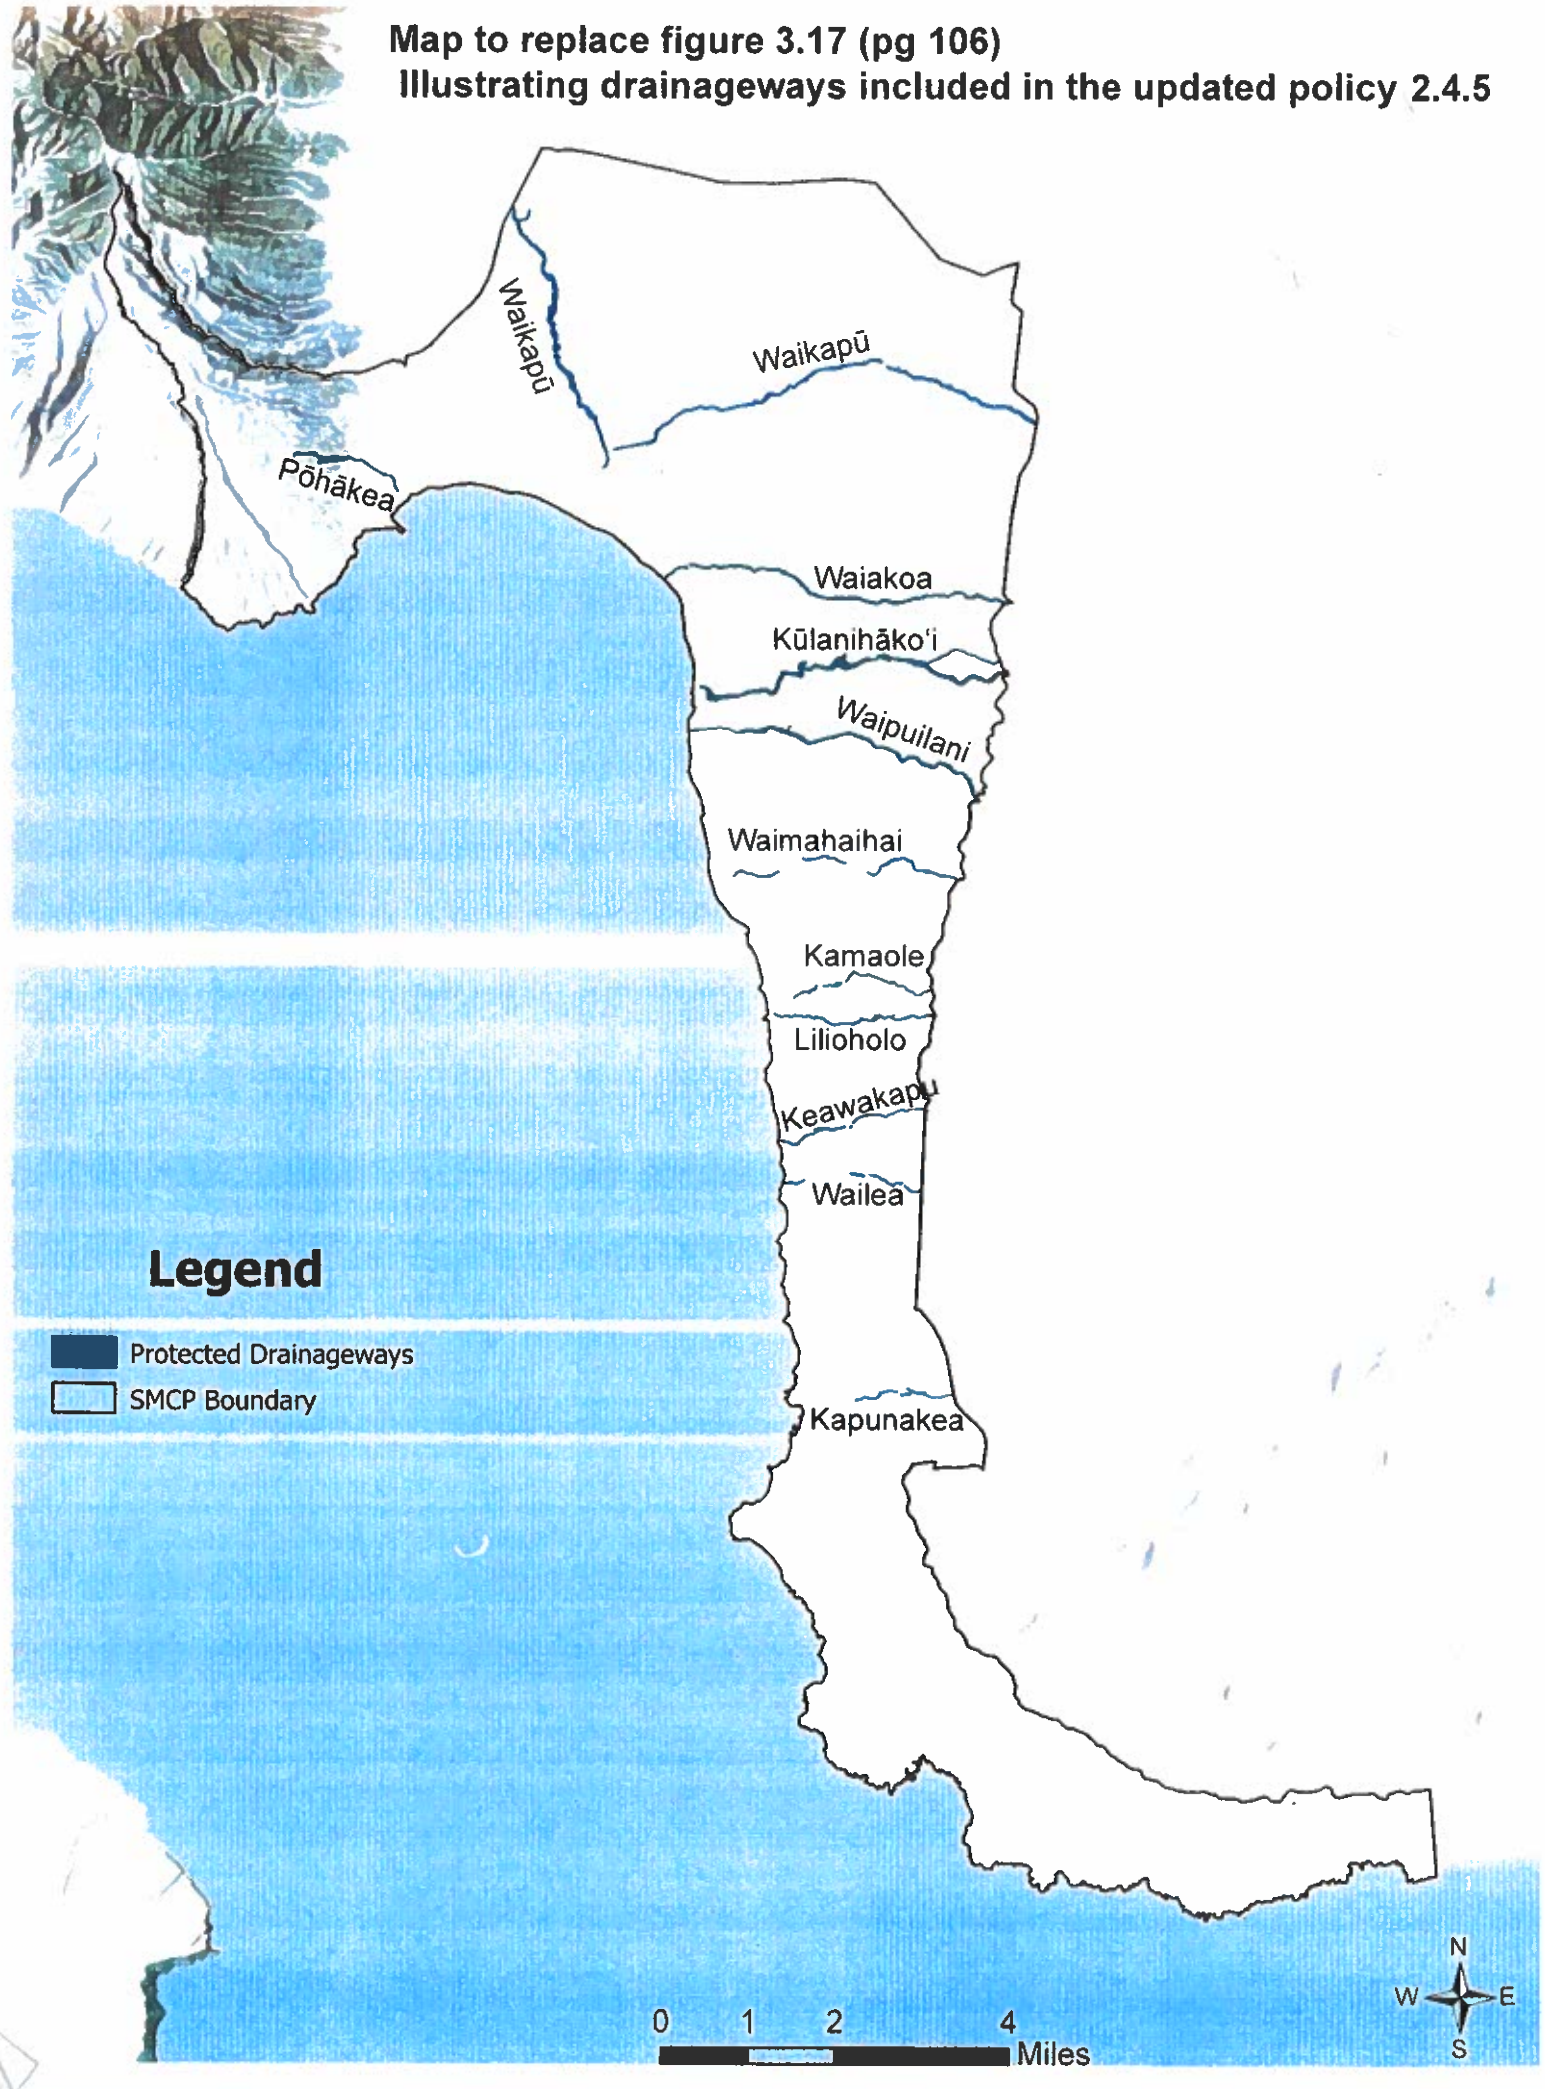 Map to replace figure 3.17 (pg 106)
Illustrating drainageways included in the updated policy 2.4.5
Waikapū
Waikapū
Pōhākea
Waiakoa
Kūlanihākoʻi
Waipuilani
Waimahaihai
Kamaole
Lilioholo
Keawakapu
Wailea
Legend
Protected Drainageways
SMCP Boundary
Kapunakea
N
W E
S
0 1 2 4
Miles